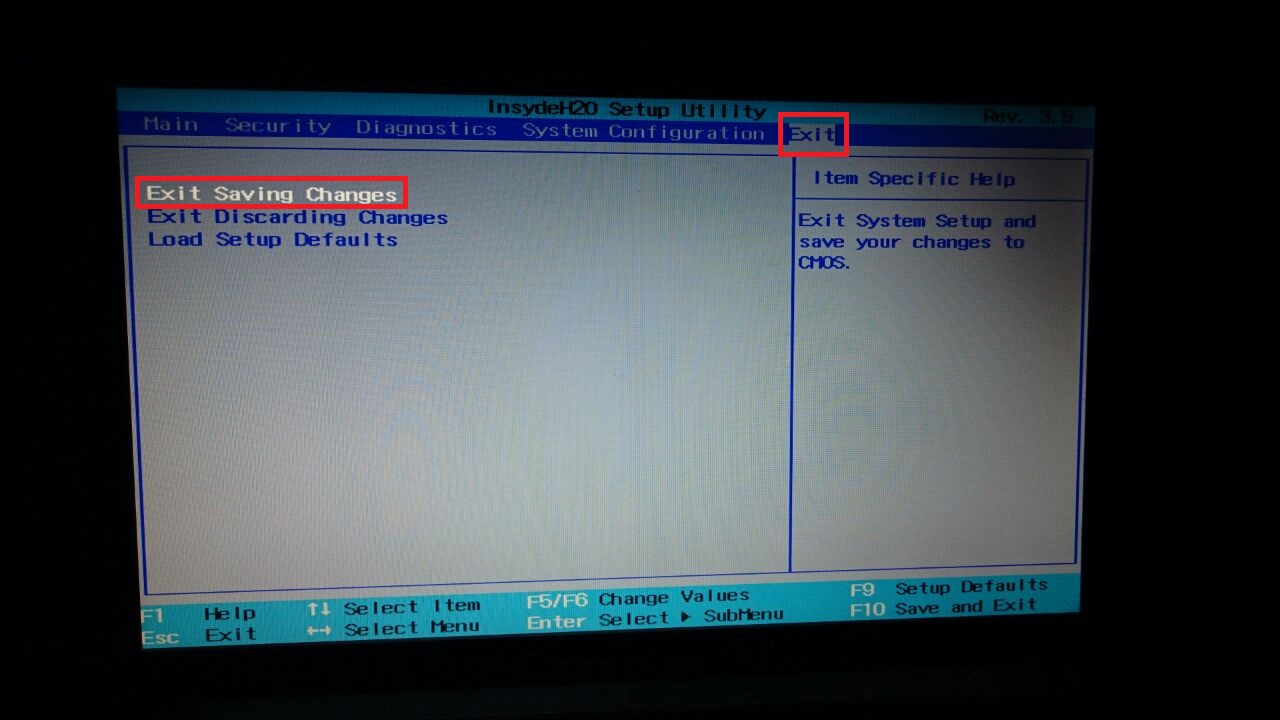 InsydeH2O Setup Utility Rev. 3.5
Main Security Diagnostics System Configuration Exit
Exit Saving Changes
Exit Discarding Changes
Load Setup Defaults
Item Specific Help
Exit System Setup and
save your changes to
CMOS.
F1 Help ↑↓ Select Item F5/F6 Change Values F9 Setup Defaults
Esc Exit ↔ Select Menu Enter Select ▶ SubMenu F10 Save and Exit